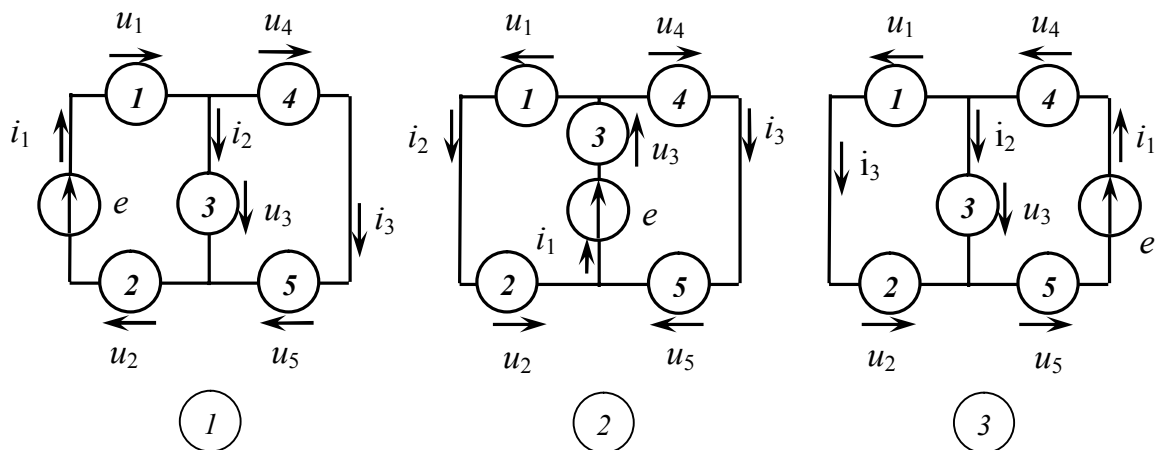 u₁ u₄ u₁ u₄ u₁ u₄
1 4 1 4 1 4
i₁ i₂ i₂ 3 i₃ i₂ i₁
u₃ i₃
e 3 u₃ i₃ e 3 u₃ e
i₁
2 5 2 5 2 5
u₂ u₅ u₂ u₅ u₂ u₅
1 2 3